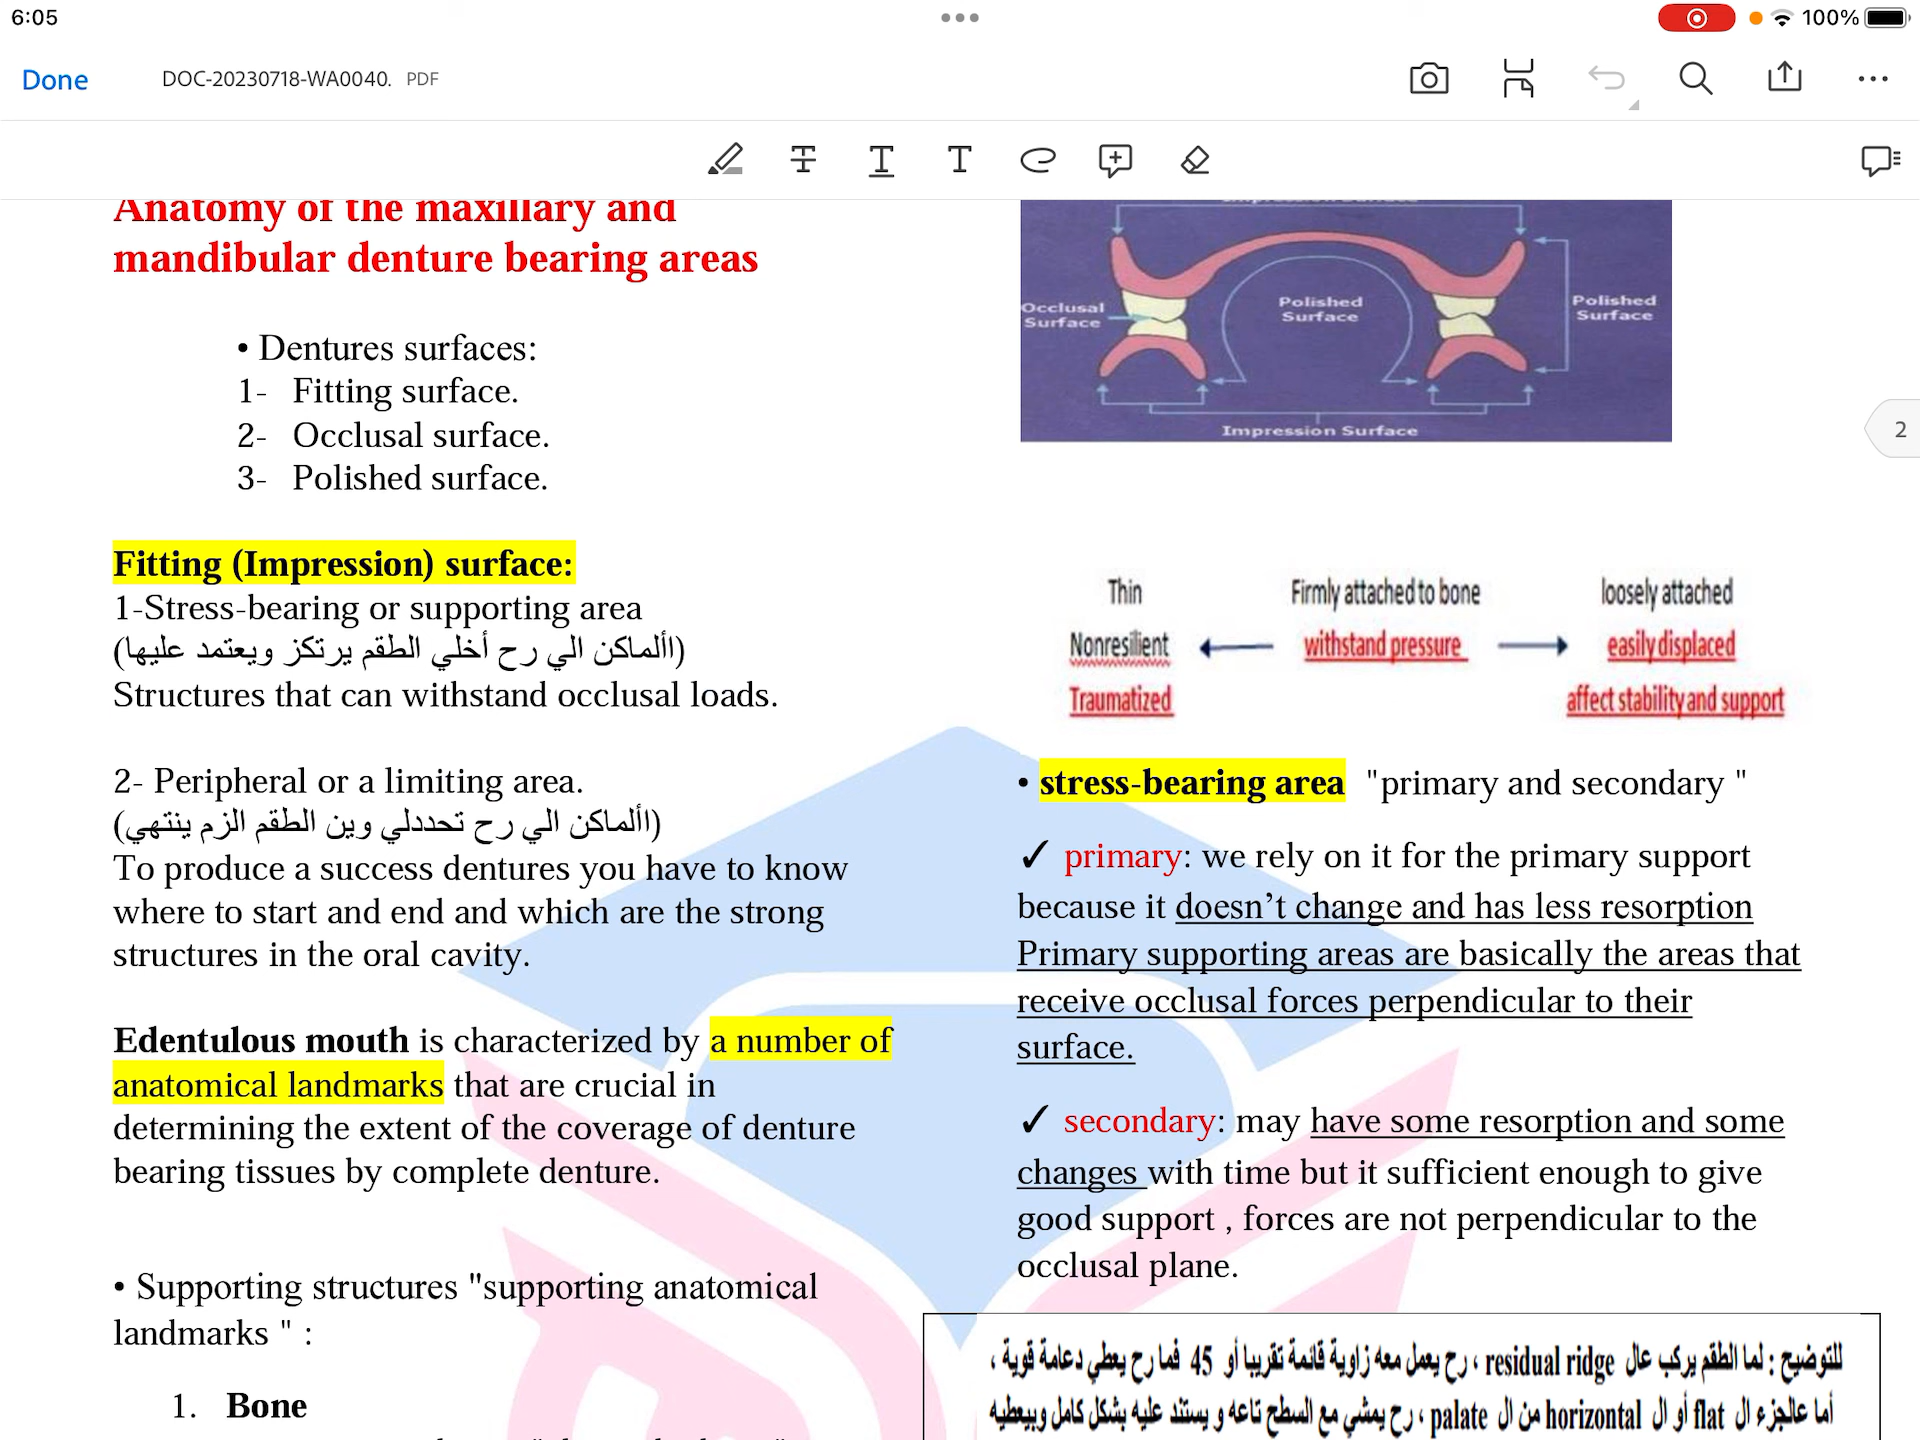 6:05
100%
Done
DOC-20230718-WA0040. PDF
Anatomy of the maxillary and
mandibular denture bearing areas
• Dentures surfaces:
1- Fitting surface.
2- Occlusal surface.
3- Polished surface.
Fitting (Impression) surface:
1-Stress-bearing or supporting area
(األماكن الي رح أخلي الطقم يرتكز ويعتمد عليها)
Structures that can withstand occlusal loads.
2- Peripheral or a limiting area.
(األماكن الي رح تحددلي وين الطقم الزم ينتهي)
To produce a success dentures you have to know
where to start and end and which are the strong
structures in the oral cavity.
Edentulous mouth is characterized by a number of
anatomical landmarks that are crucial in
determining the extent of the coverage of denture
bearing tissues by complete denture.
• Supporting structures "supporting anatomical
landmarks " :
1. Bone
Impression Surface
Occlusal
Surface
Polished
Surface
Polished
Surface
Impression Surface
2
Thin
Nonresilient
Traumatized
Firmly attached to bone
withstand pressure
loosely attached
easily displaced
affect stability and support
• stress-bearing area "primary and secondary "
✓ primary: we rely on it for the primary support
because it doesn’t change and has less resorption
Primary supporting areas are basically the areas that
receive occlusal forces perpendicular to their
surface.
✓ secondary: may have some resorption and some
changes with time but it sufficient enough to give
good support , forces are not perpendicular to the
occlusal plane.
للتوضيح : لما الطقم يركب عال residual ridge ، رح يعمل معه زاوية قائمة تقريبا أو 45 فما رح يعطي دعامة قوية ،
أما عالجزء ال flat أو ال horizontal من ال palate ، رح يمشي مع السطح تاعه و يستند عليه بشكل كامل وبيعطيه